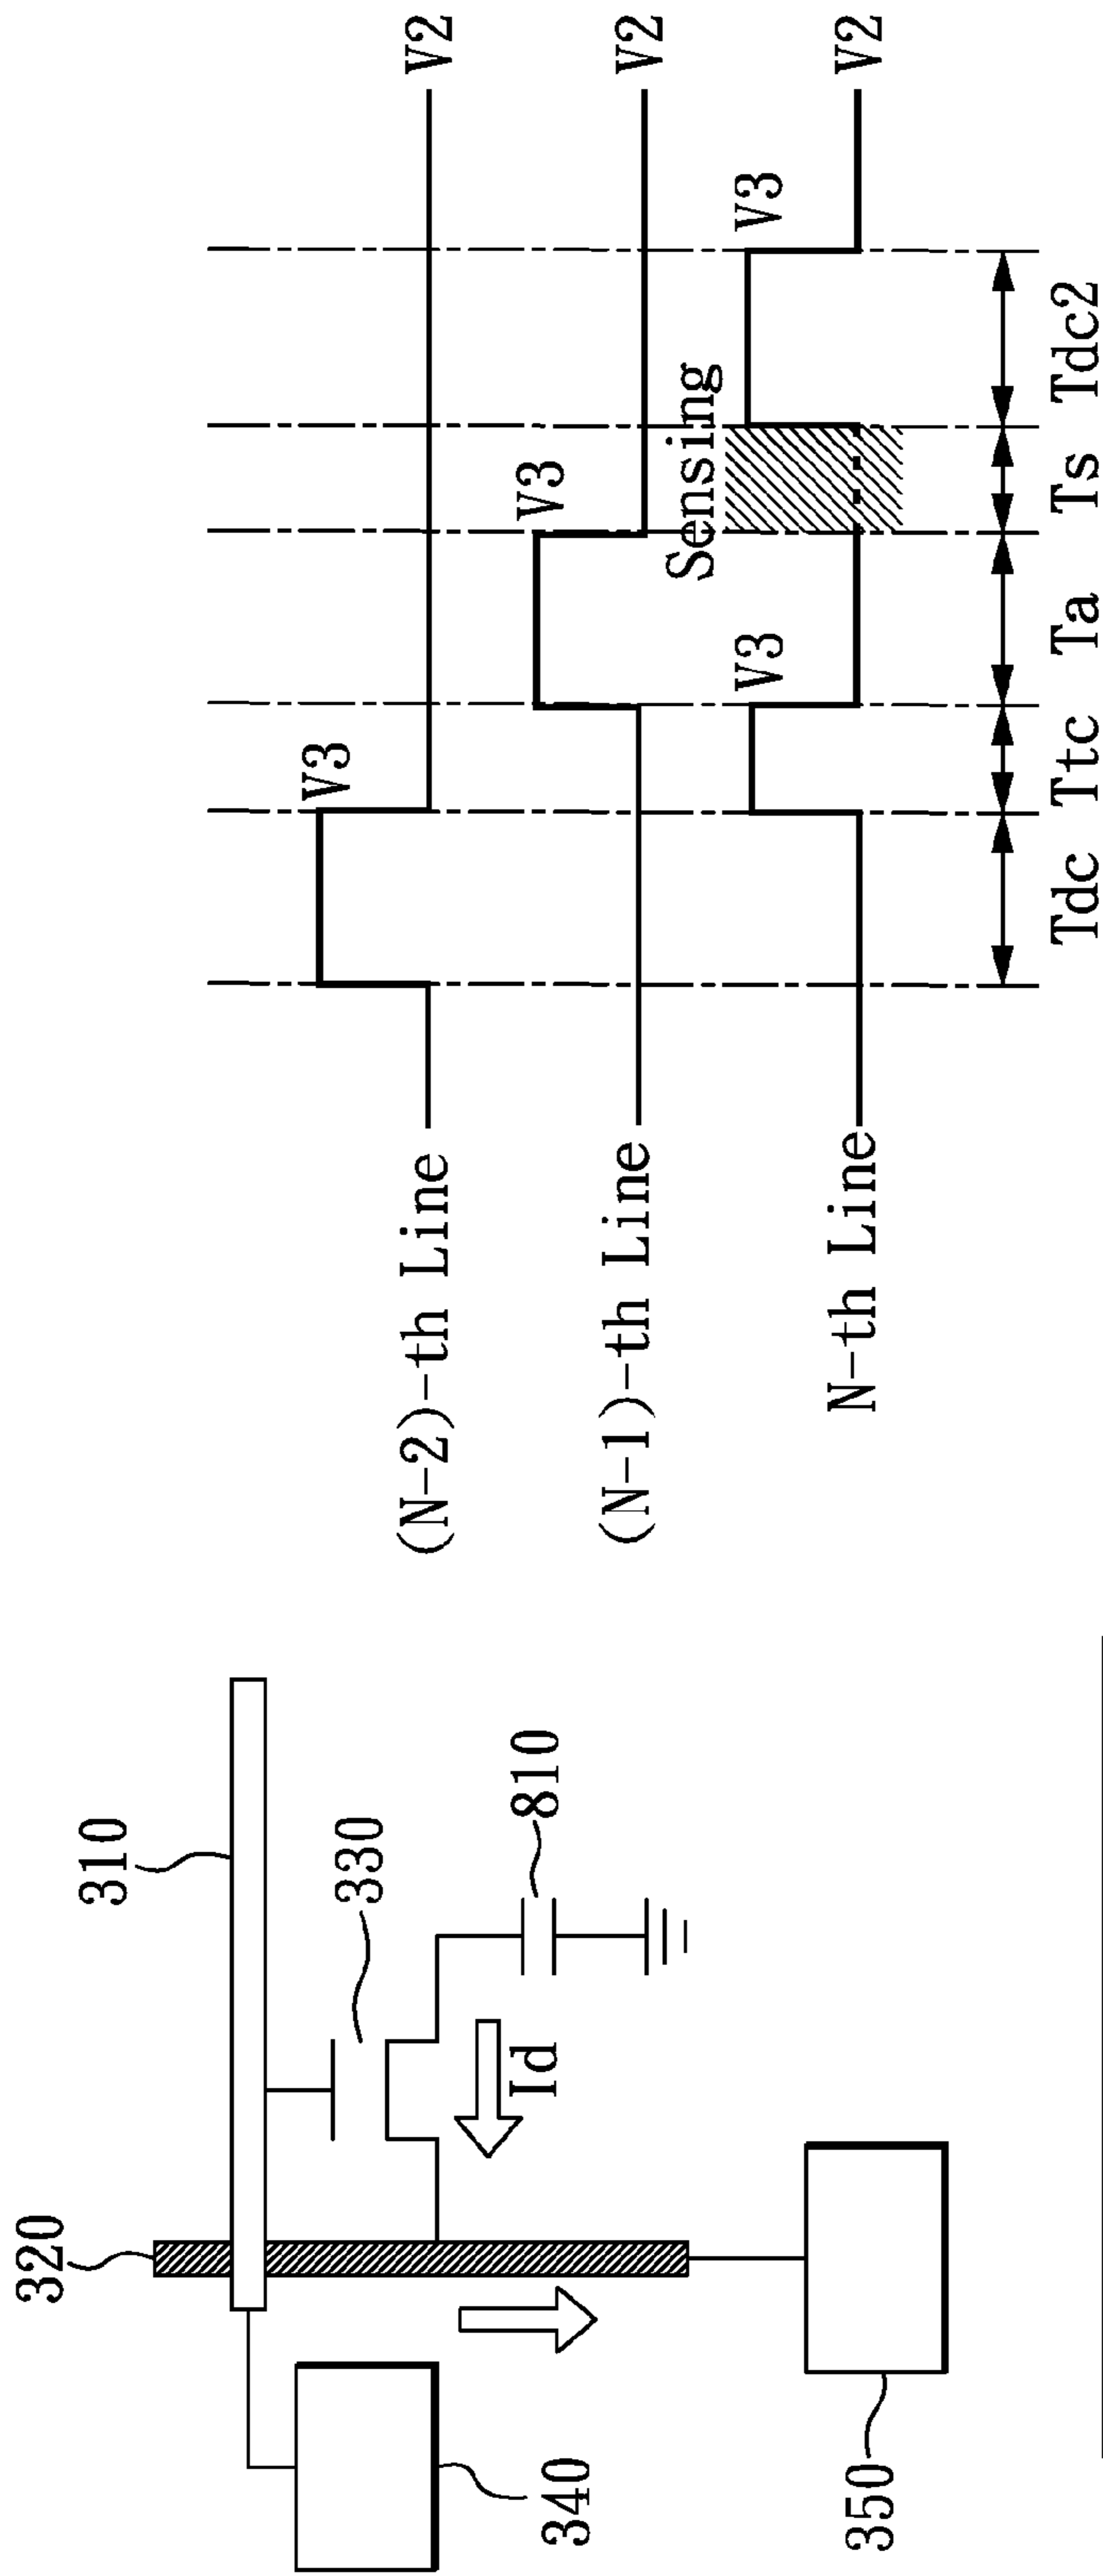 320
310
330
810
Id
340
350
(N-2)-th Line
V3
V2
(N-1)-th Line
V3
V2
Sensing
N-th Line
V3
V3
V2
Tdc
Ttc
Ta
Ts
Tdc2